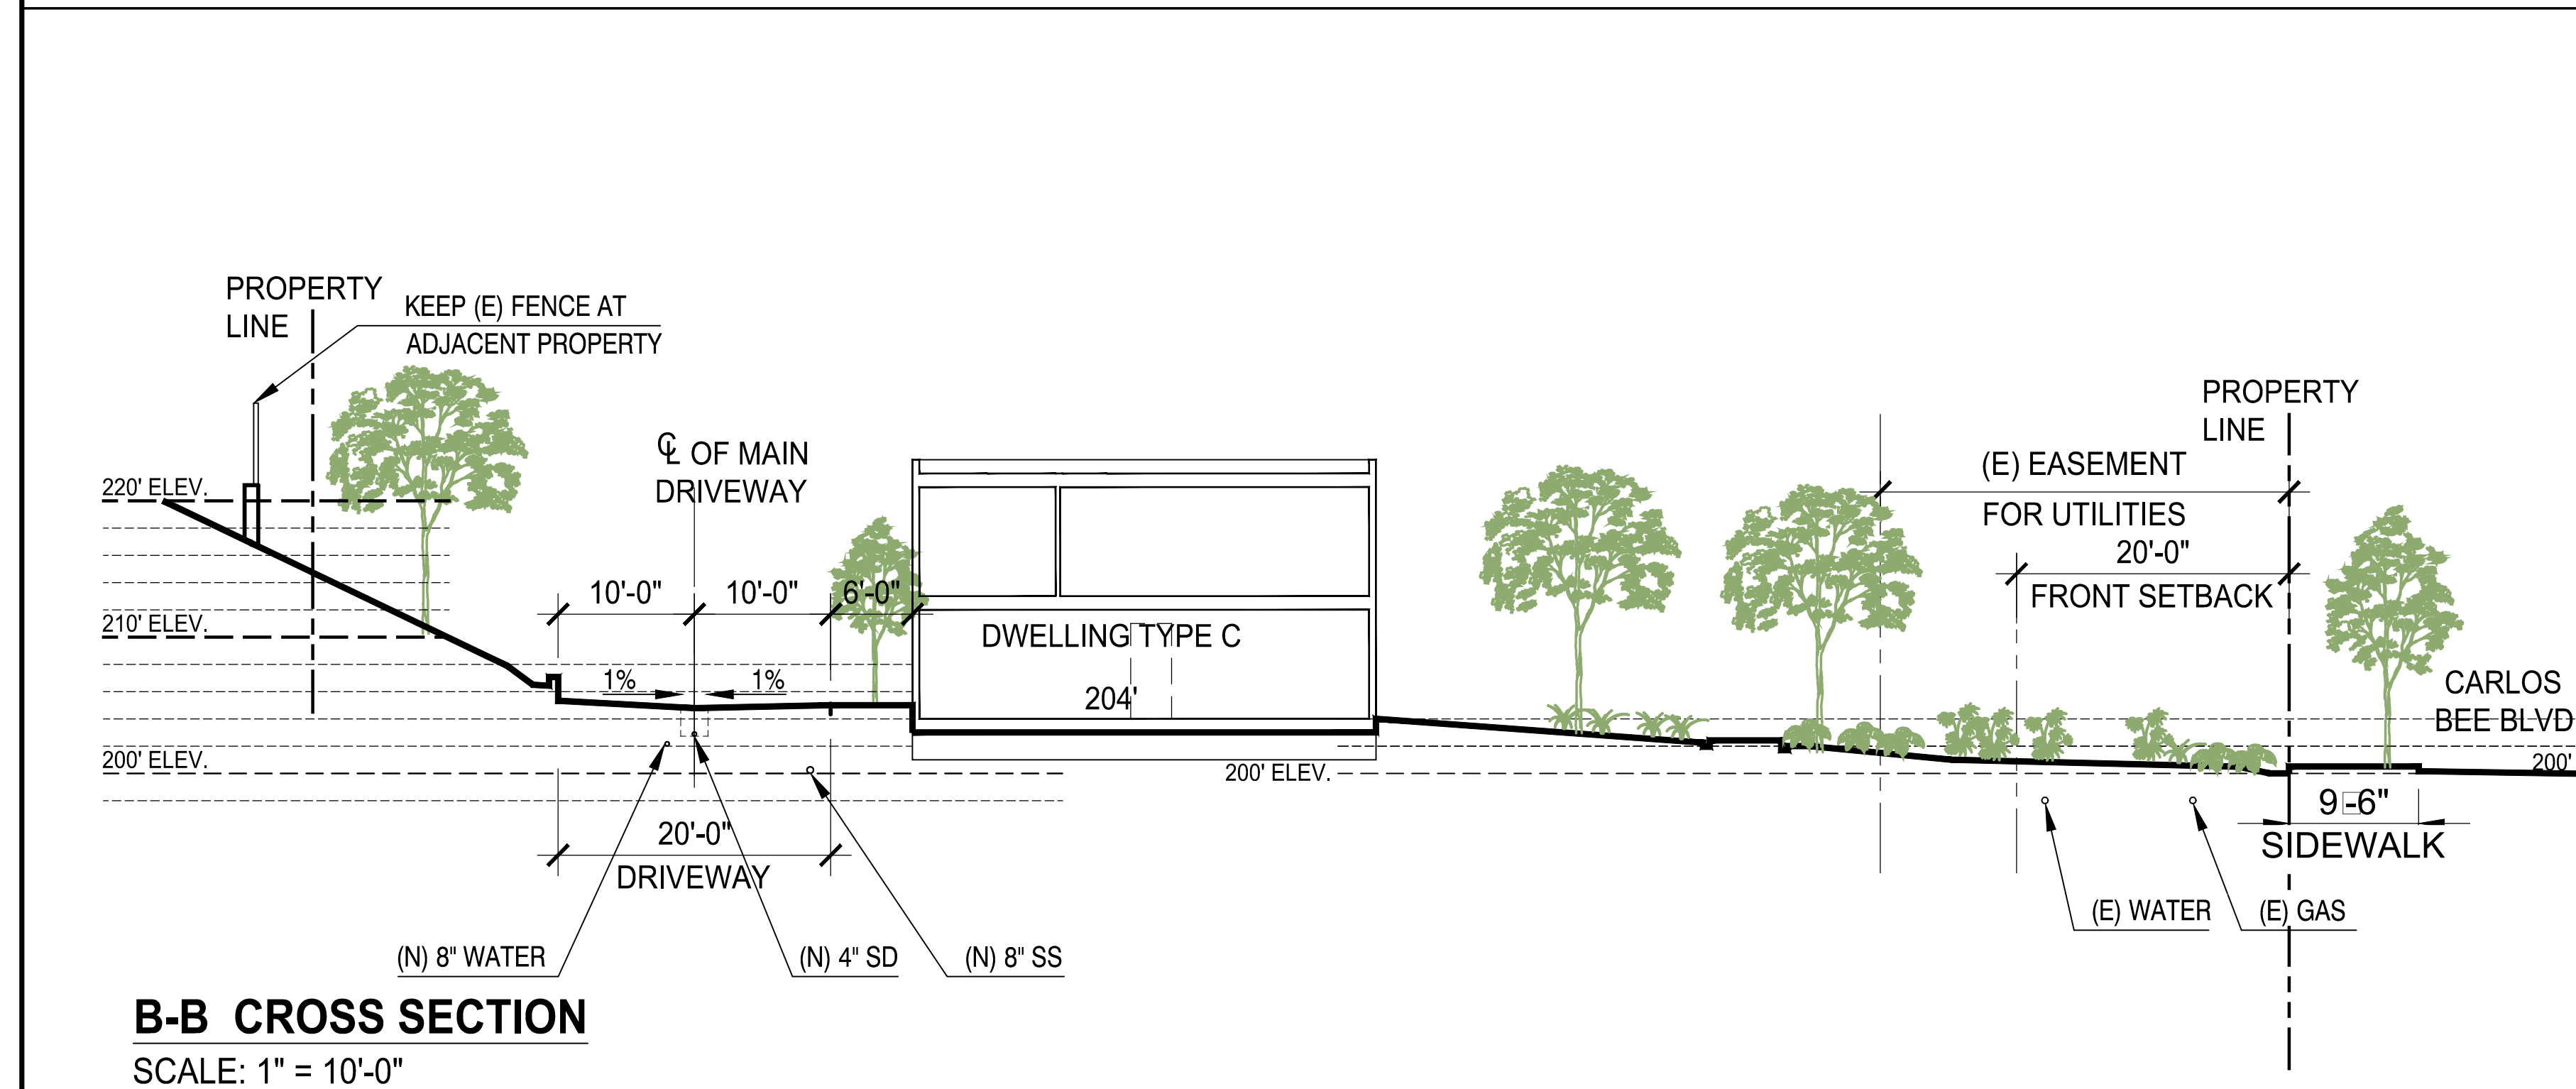 PROPERTY
LINE
KEEP (E) FENCE AT
ADJACENT PROPERTY
220' ELEV.
210' ELEV.
200' ELEV.
℄ OF MAIN
DRIVEWAY
10'-0"
10'-0"
6'-0"
1%
1%
20'-0"
DRIVEWAY
(N) 8" WATER
(N) 4" SD
(N) 8" SS
DWELLING TYPE C
204'
200' ELEV.
PROPERTY
LINE
(E) EASEMENT
FOR UTILITIES
20'-0"
FRONT SETBACK
CARLOS
BEE BLVD
200'
9□-6"
SIDEWALK
(E) WATER
(E) GAS
B-B CROSS SECTION
SCALE: 1" = 10'-0"